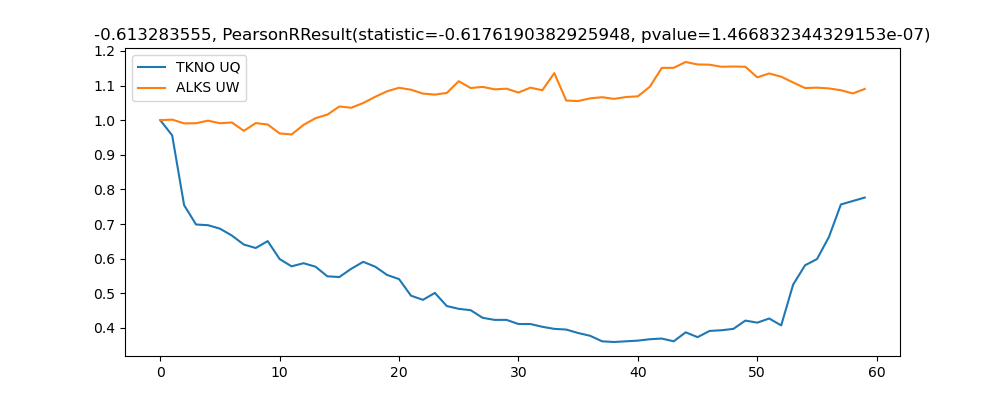 -0.613283555, PearsonRResult(statistic=-0.6176190382925948, pvalue=1.466832344329153e-07)
TKNO UQ
ALKS UW
1.2
1.1
1.0
0.9
0.8
0.7
0.6
0.5
0.4
0 10 20 30 40 50 60